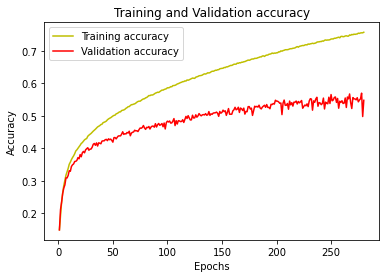 Training and Validation accuracy
Training accuracy
Validation accuracy
0.7
0.6
0.5
0.4
0.3
0.2
Accuracy
0 50 100 150 200 250
Epochs